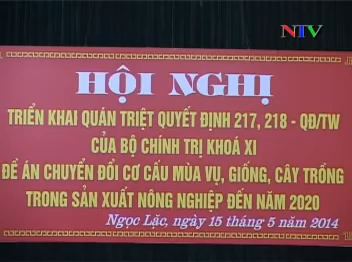 NTV
HỘI NGHỊ
TRIỂN KHAI QUÁN TRIỆT QUYẾT ĐỊNH 217, 218 - QĐ/TW
CỦA BỘ CHÍNH TRỊ KHOÁ XI
ĐỀ ÁN CHUYỂN ĐỔI CƠ CẤU MÙA VỤ, GIỐNG, CÂY TRỒNG
TRONG SẢN XUẤT NÔNG NGHIỆP ĐẾN NĂM 2020
Ngọc Lặc, ngày 15 tháng 5 năm 2014